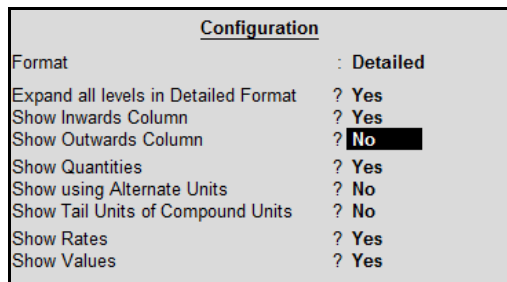 Configuration
Format : Detailed
Expand all levels in Detailed Format ? Yes
Show Inwards Column ? Yes
Show Outwards Column ? No
Show Quantities ? Yes
Show using Alternate Units ? No
Show Tail Units of Compound Units ? No
Show Rates ? Yes
Show Values ? Yes